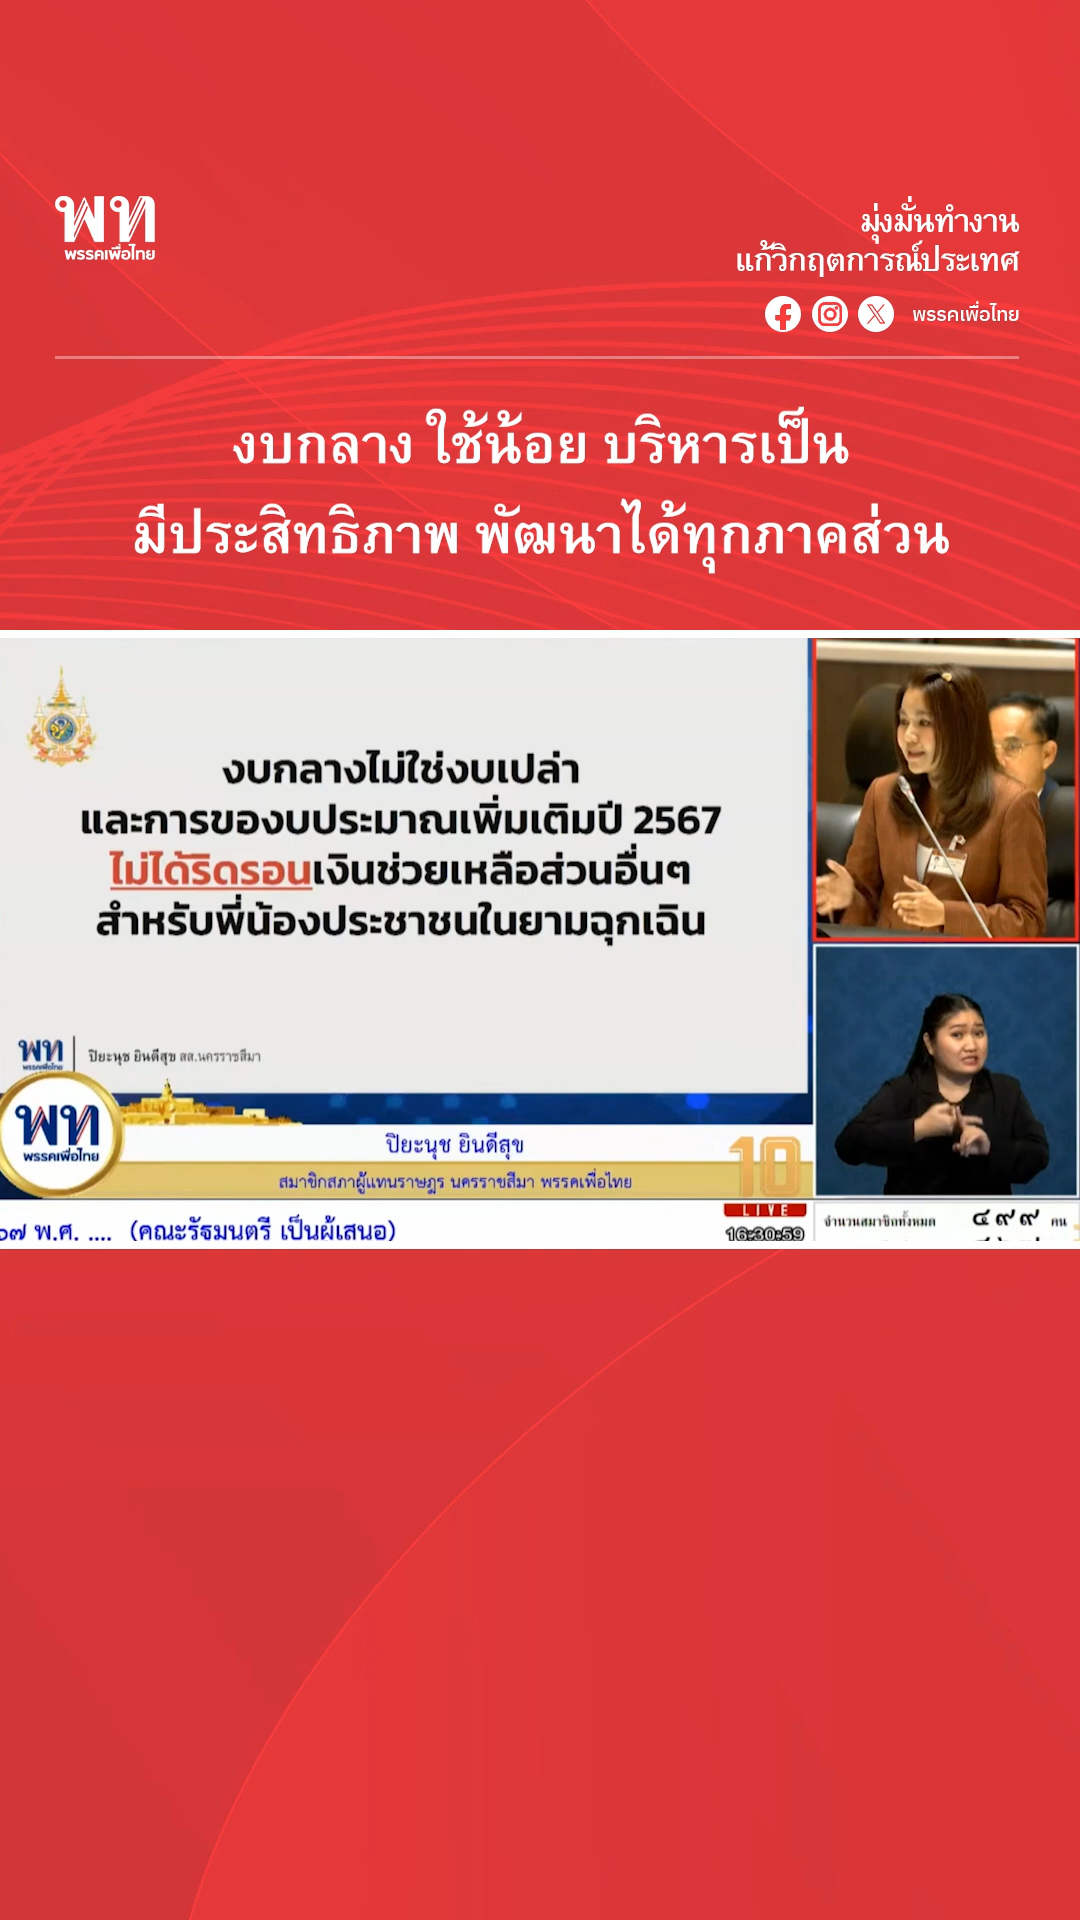 พท
พรรคเพื่อไทย
มุ่งมั่นทำงาน
แก้วิกฤตการณ์ประเทศ
พรรคเพื่อไทย
งบกลาง ใช้น้อย บริหารเป็น
มีประสิทธิภาพ พัฒนาได้ทุกภาคส่วน
งบกลางไม่ใช่งบเปล่า
และการของบประมาณเพิ่มเติมปี 2567
ไม่ได้ริดรอนเงินช่วยเหลือส่วนอื่นๆ
สำหรับพี่น้องประชาชนในยามฉุกเฉิน
พท
พรรคเพื่อไทย
ปิยะนุช ยินดีสุข สส.นครราชสีมา
พท
พรรคเพื่อไทย
ปิยะนุช ยินดีสุข
สมาชิกสภาผู้แทนราษฎร นครราชสีมา พรรคเพื่อไทย
10
LIVE
16:30:59
๗ พ.ศ. .... (คณะรัฐมนตรี เป็นผู้เสนอ)
จำนวนสมาชิกทั้งหมด ๔๙๙ คน